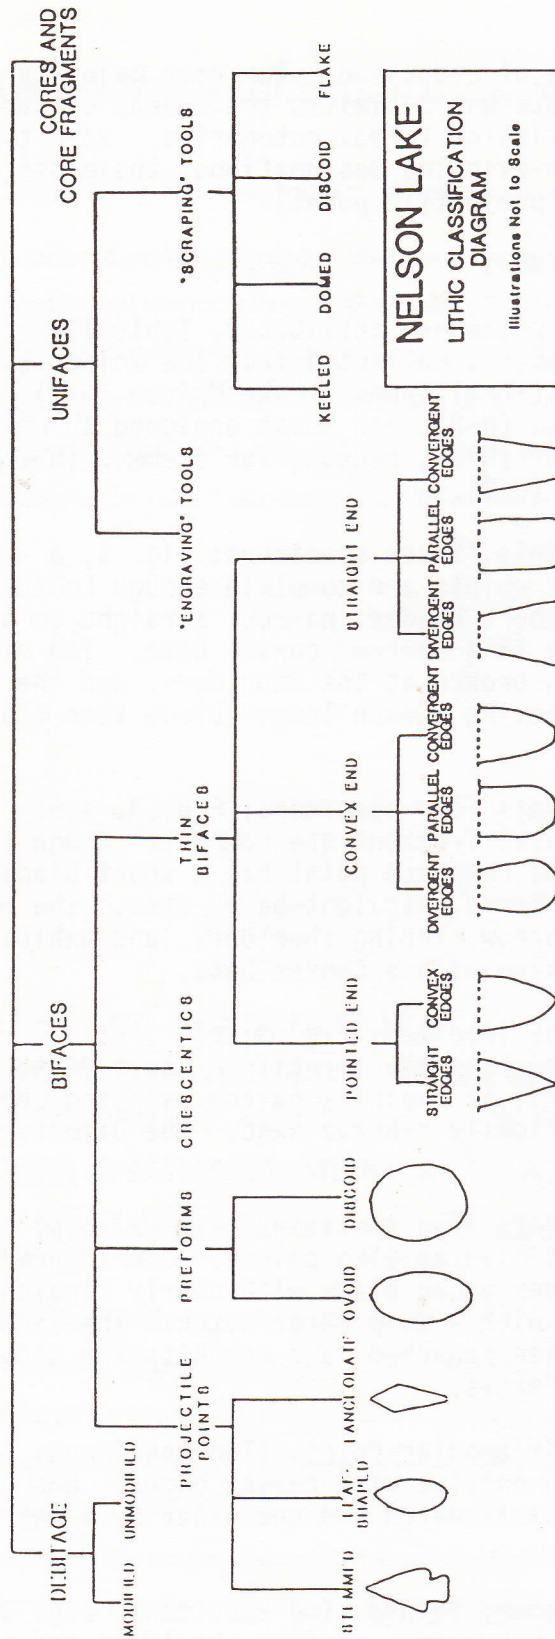 DEBITAGE
BIFACES
UNIFACES
CORES AND
CORE FRAGMENTS
MODIFIED
UNMODIFIED
PROJECTILE
POINTS
PREFORMS
CRESCENTICS
THIN
BIFACES
"ENGRAVING" TOOLS
"SCRAPING" TOOLS
STEMMED
LEAF
SHAPED
LANCEOLATE
OVOID
DISCOID
POINTED END
CONVEX END
STRAIGHT END
KEELED
DOMED
DISCOID
FLAKE
STRAIGHT
EDGES
CONVEX
EDGES
DIVERGENT
EDGES
PARALLEL
EDGES
CONVERGENT
EDGES
DIVERGENT
EDGES
PARALLEL
EDGES
CONVERGENT
EDGES
NELSON LAKE
LITHIC CLASSIFICATION
DIAGRAM
Illustrations Not to Scale